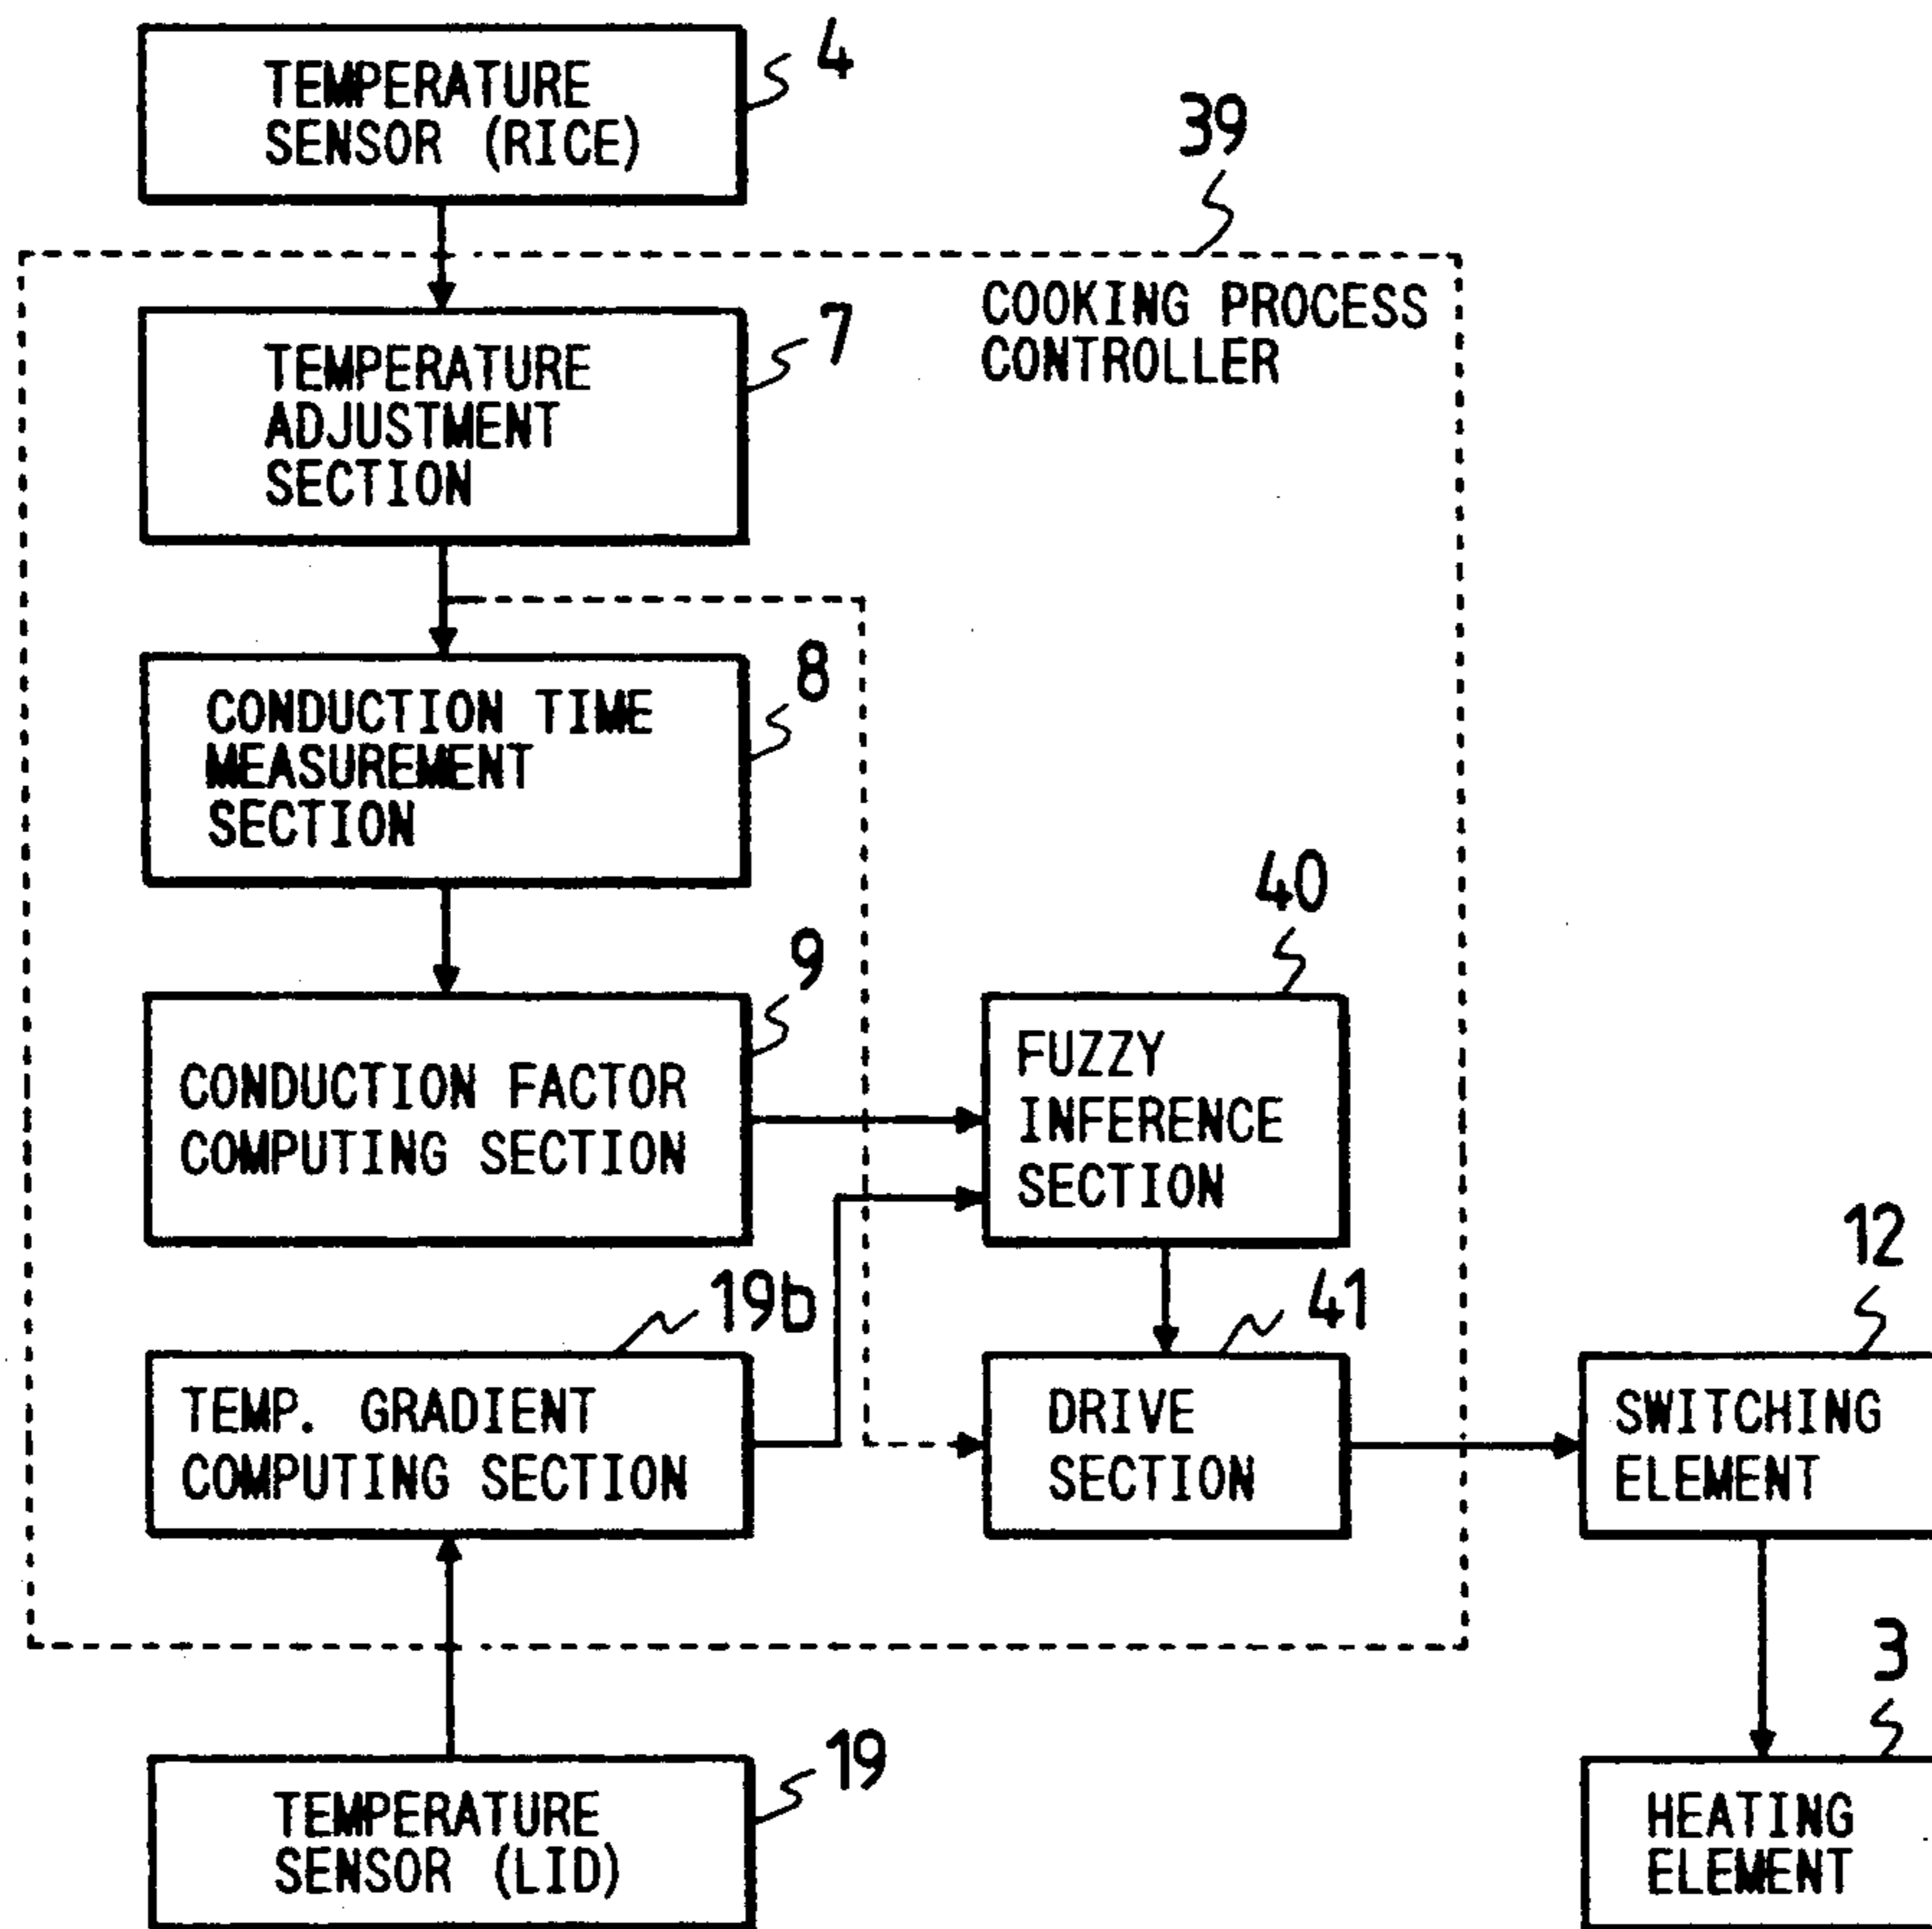 4
TEMPERATURE
SENSOR (RICE)
39
COOKING PROCESS
CONTROLLER
7
TEMPERATURE
ADJUSTMENT
SECTION
8
CONDUCTION TIME
MEASUREMENT
SECTION
40
9
CONDUCTION FACTOR
COMPUTING SECTION
FUZZY
INFERENCE
SECTION
12
19b
41
TEMP. GRADIENT
COMPUTING SECTION
DRIVE
SECTION
SWITCHING
ELEMENT
3
19
TEMPERATURE
SENSOR (LID)
HEATING
ELEMENT